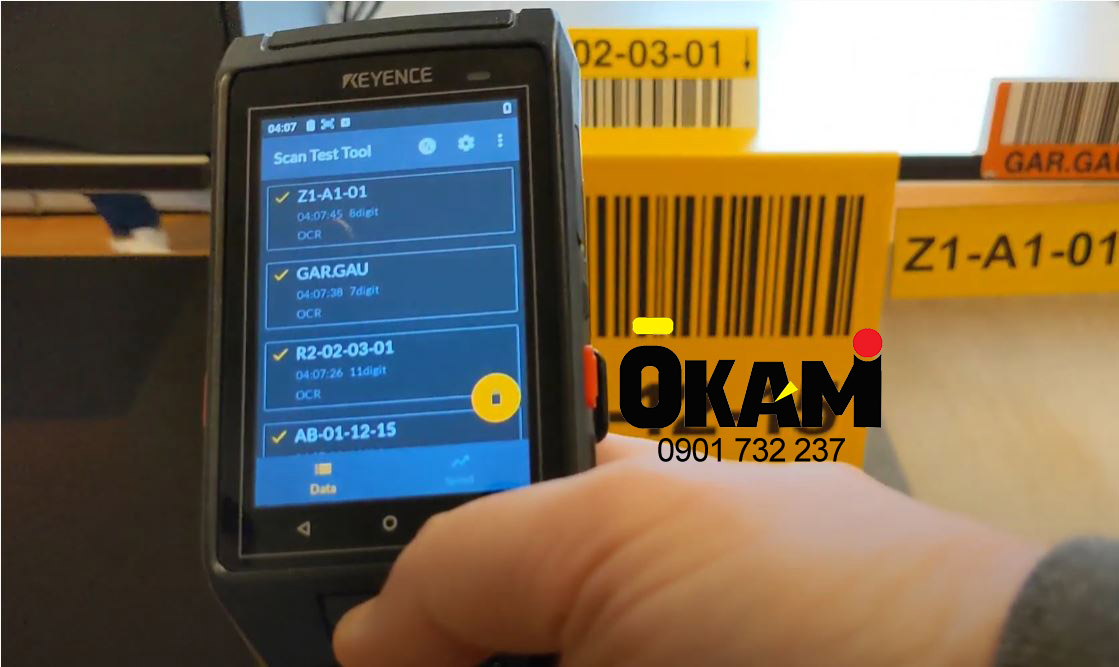 KEYENCE
04:07
Scan Test Tool
Z1-A1-01
04:07:45 8digit
OCR
GAR.GAU
04:07:38 7digit
OCR
R2-02-03-01
04:07:26 11digit
OCR
AB-01-12-15
Data
02-03-01
GAR.GAU
Z1-A1-01
ŌKAMI
0901 732 237